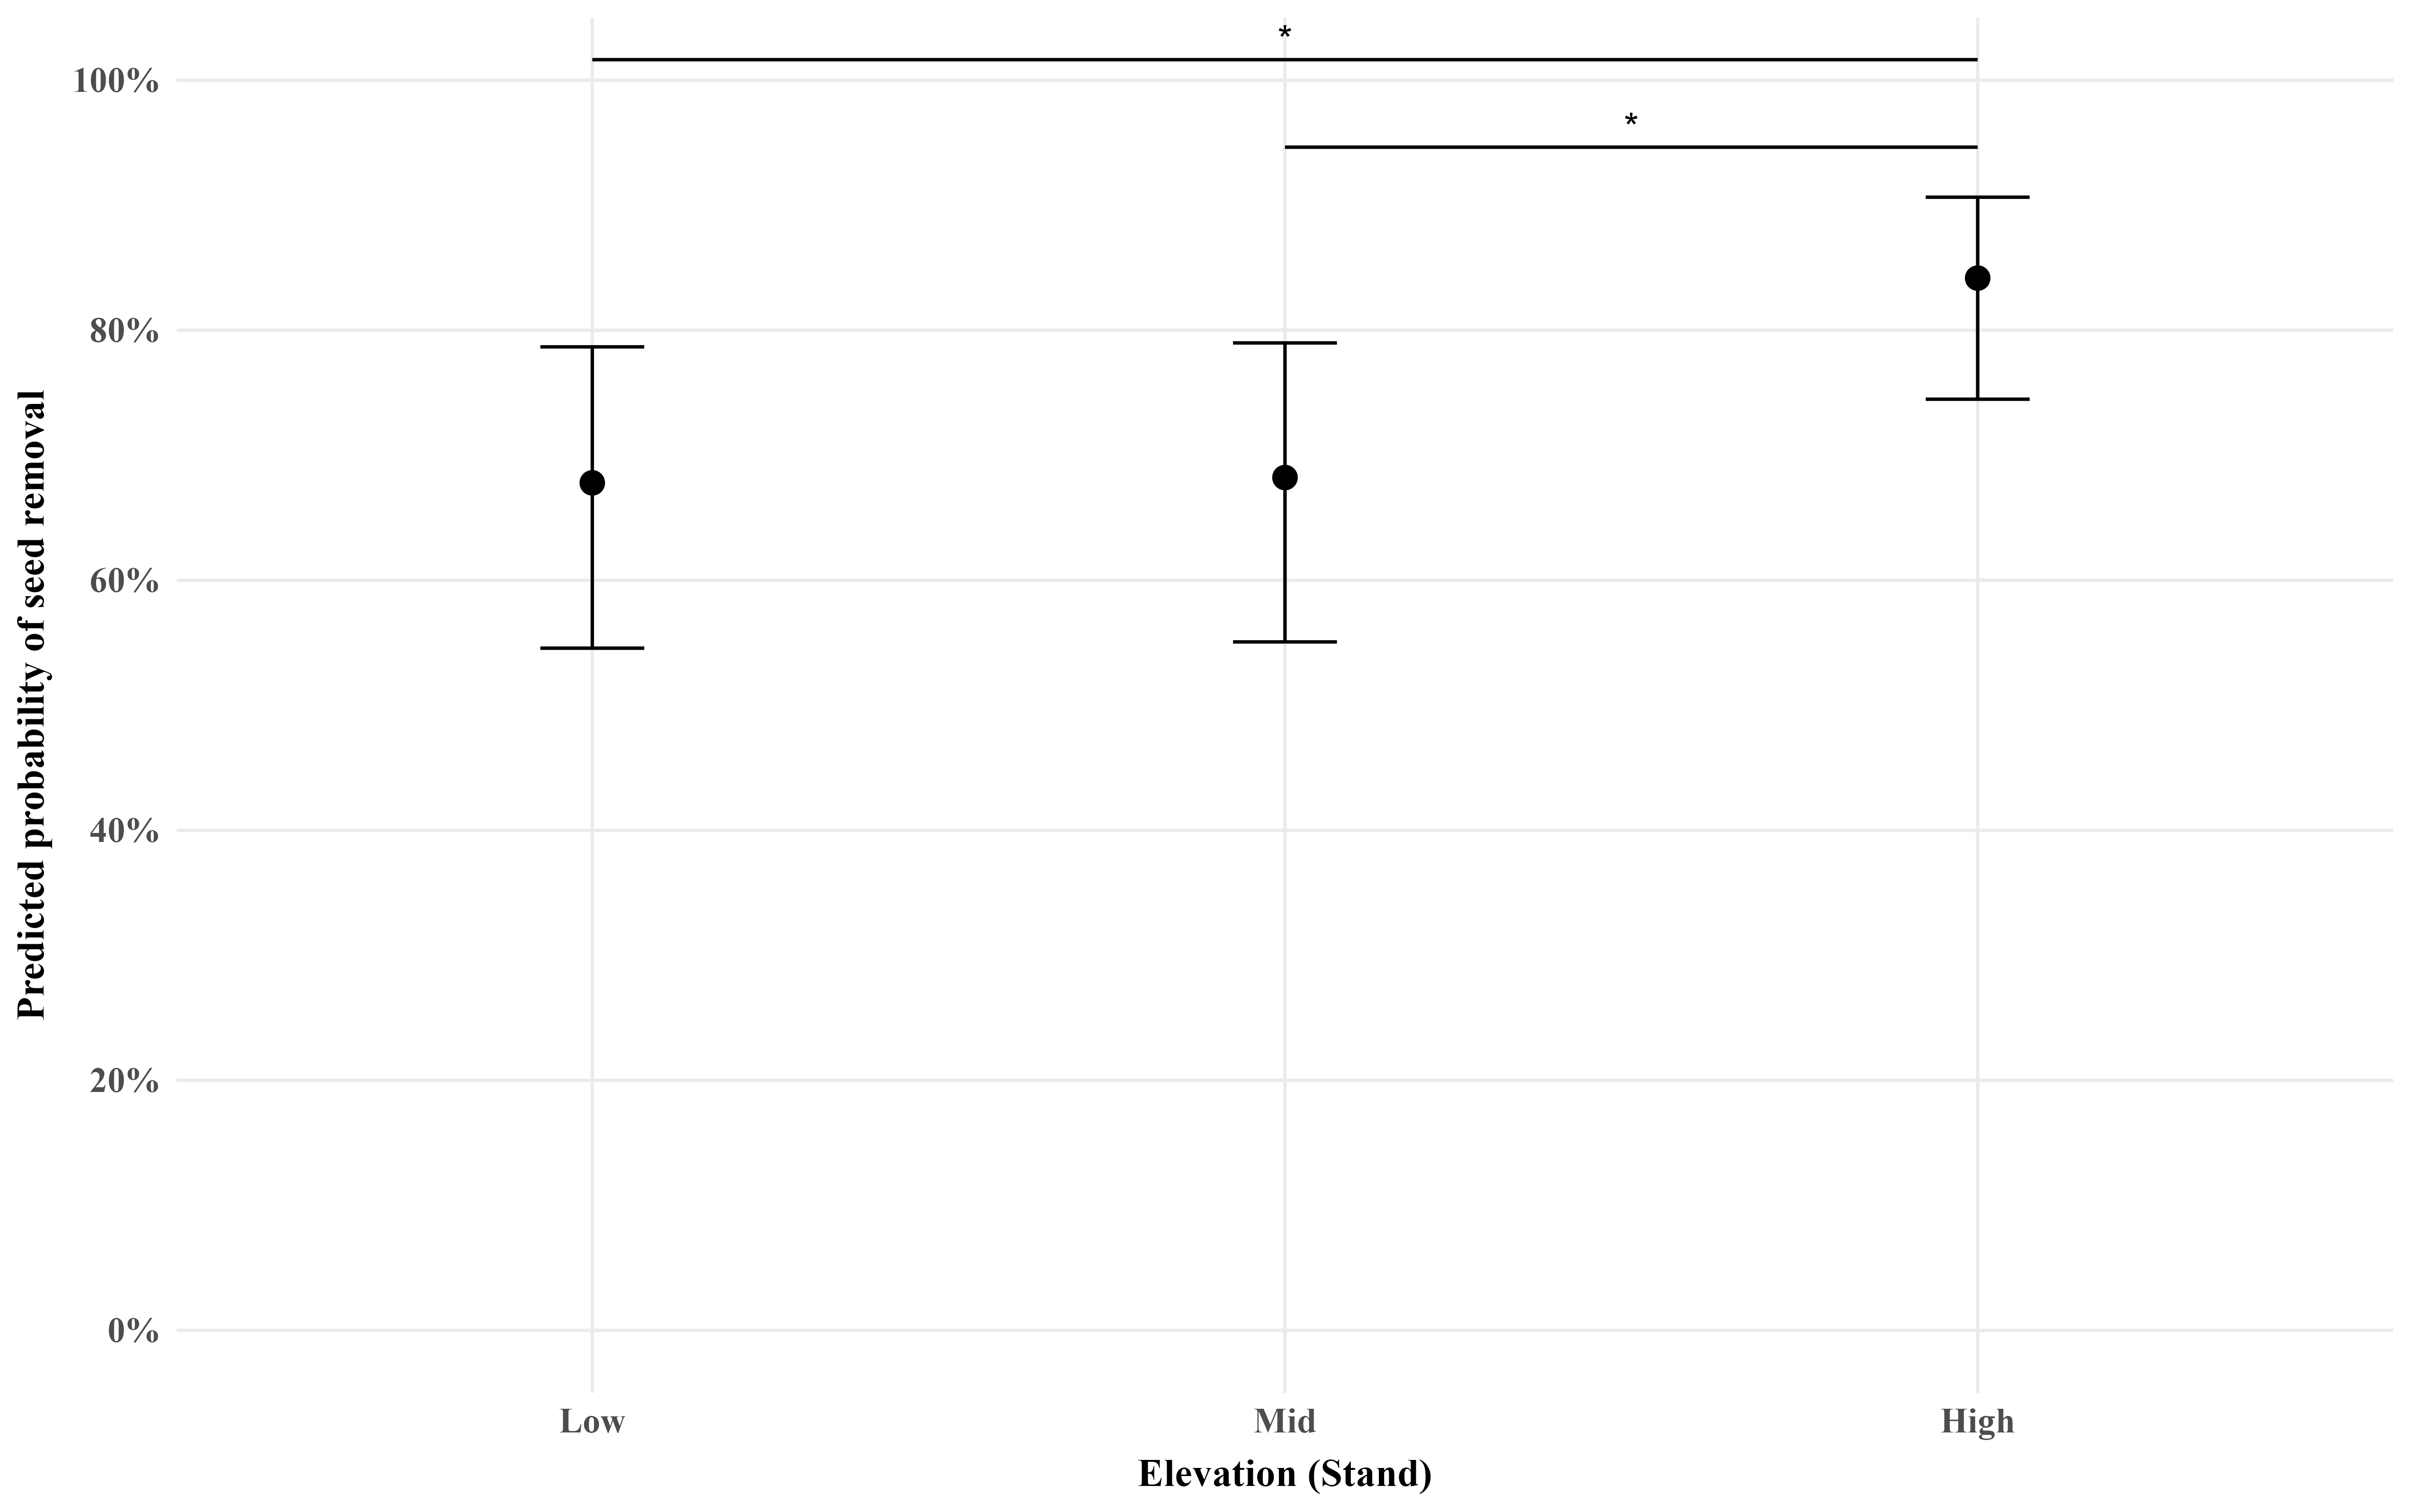 *
100%
*
80%
60%
40%
20%
0%
Predicted probability of seed removal
Low
Mid
High
Elevation (Stand)